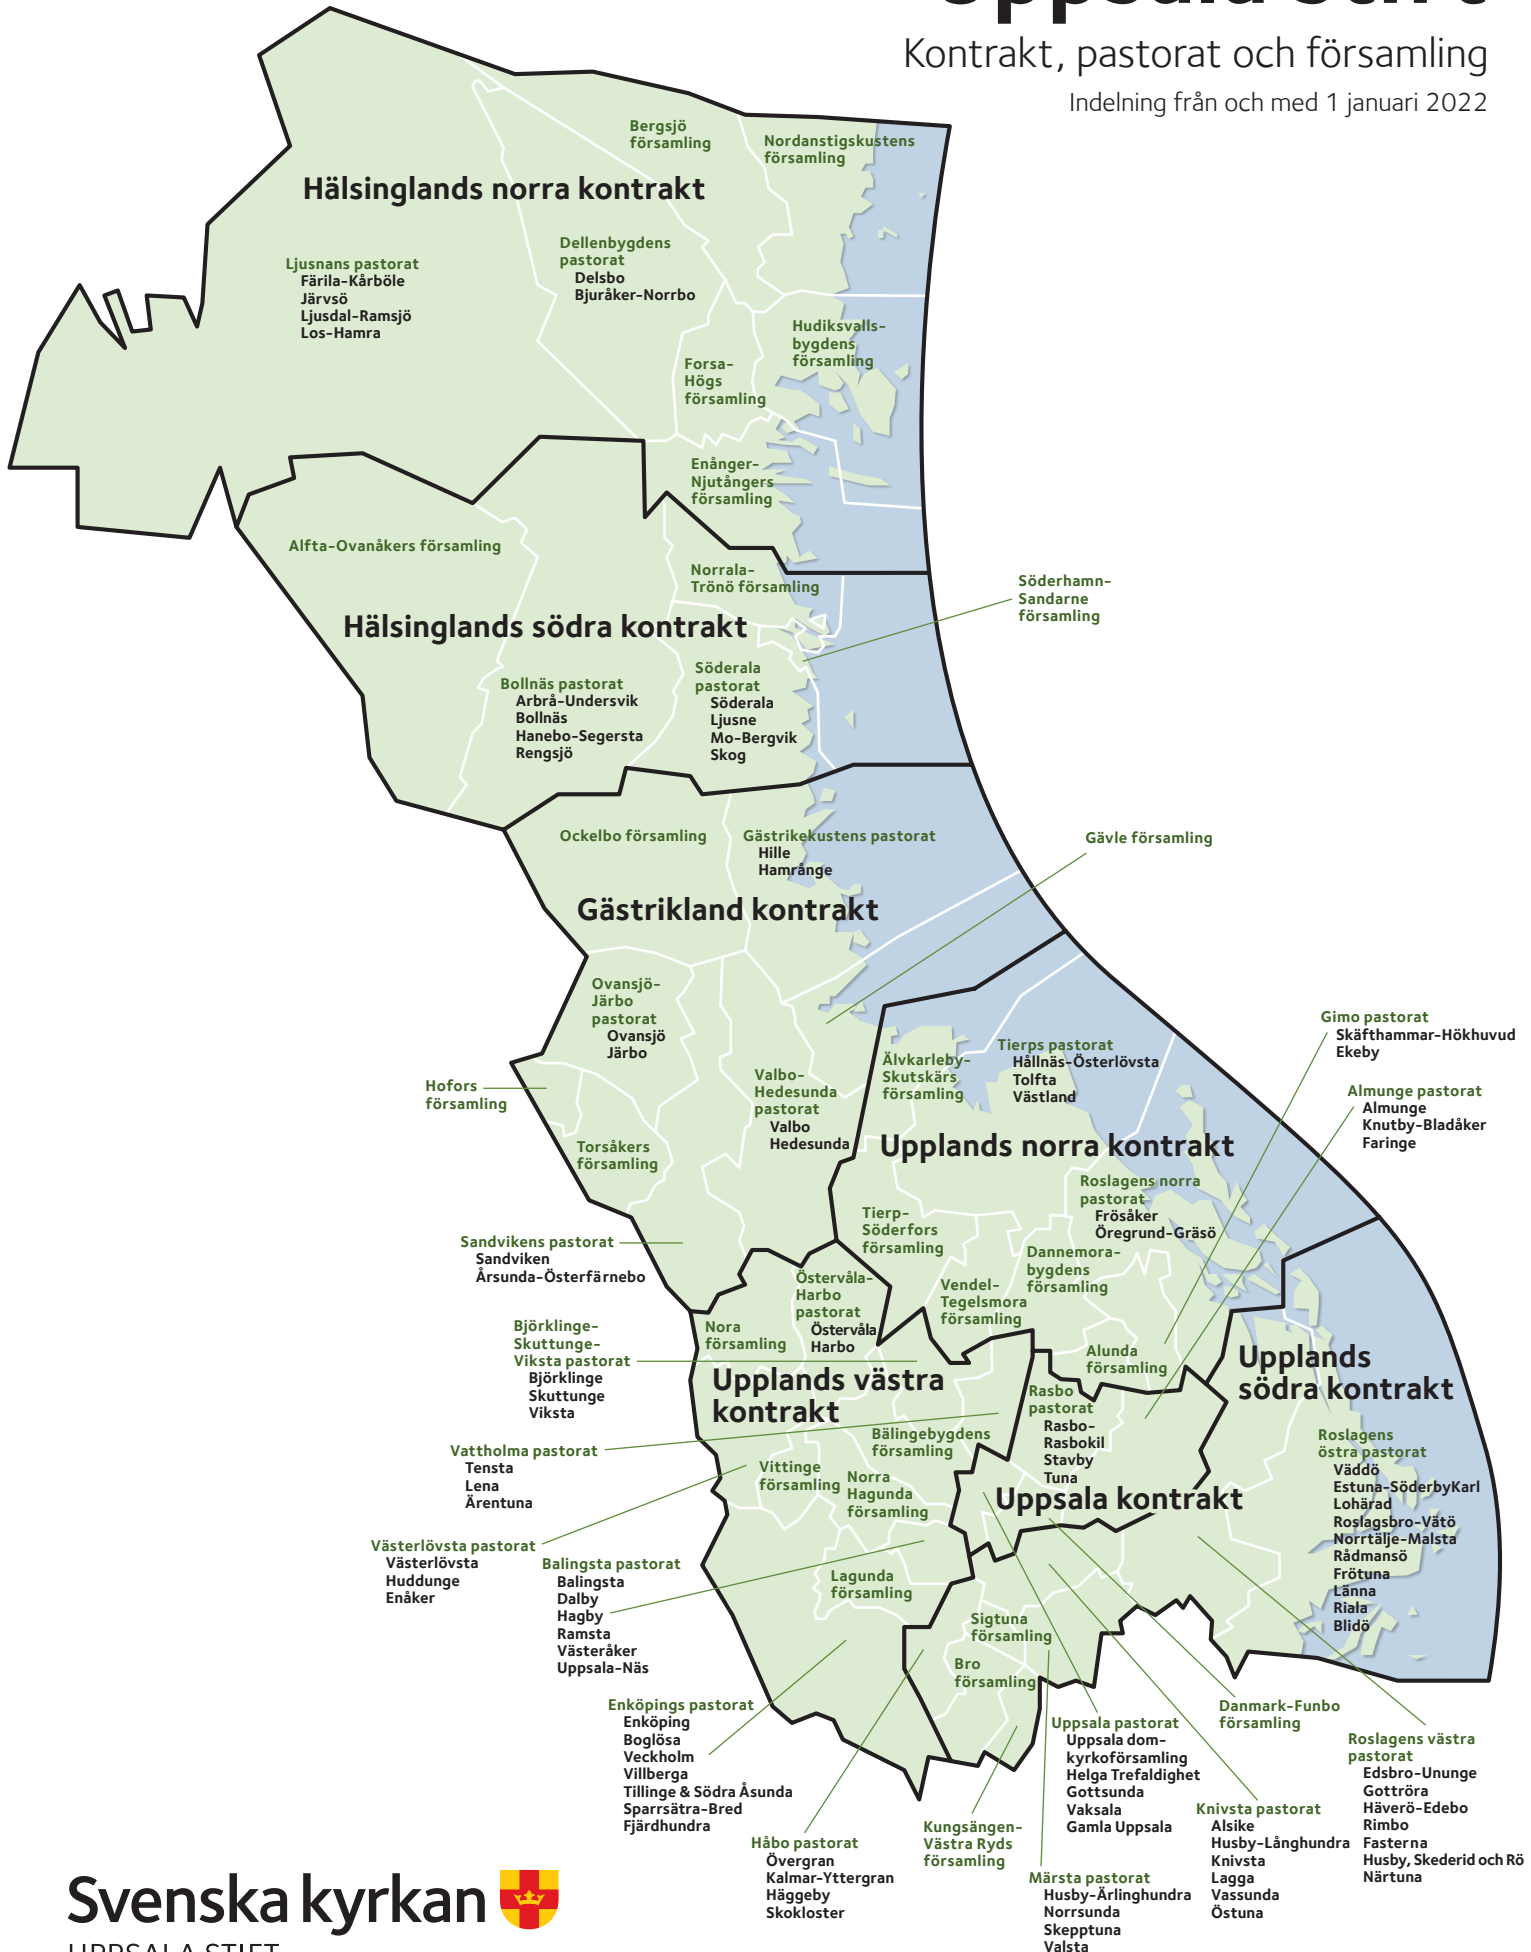 Uppsala stift
Kontrakt, pastorat och församling
Indelning från och med 1 januari 2022
Bergsjö
församling
Nordanstigskustens
församling
Hälsinglands norra kontrakt
Dellenbygdens
pastorat
Delsbo
Bjuråker-Norrbo
Ljusnans pastorat
Färila-Kårböle
Järvsö
Ljusdal-Ramsjö
Los-Hamra
Hudiksvalls-
bygdens
församling
Forsa-
Högs
församling
Enånger-
Njutångers
församling
Alfta-Ovanåkers församling
Norrala-
Trönö församling
Söderhamn-
Sandarne
församling
Hälsinglands södra kontrakt
Bollnäs pastorat
Arbrå-Undersvik
Bollnäs
Hanebo-Segersta
Rengsjö
Söderala
pastorat
Söderala
Ljusne
Mo-Bergvik
Skog
Ockelbo församling
Gästrikekustens pastorat
Hille
Hamrånge
Gävle församling
Gästrikland kontrakt
Ovansjö-
Järbo
pastorat
Ovansjö
Järbo
Hofors
församling
Valbo-
Hedesunda
pastorat
Valbo
Hedesunda
Torsåkers
församling
Sandvikens pastorat
Sandviken
Årsunda-Österfärnebo
Älvkarleby-
Skutskärs
församling
Tierps pastorat
Hållnäs-Österlövsta
Tolfta
Västland
Gimo pastorat
Skäfthammar-Hökhuvud
Ekeby
Almunge pastorat
Almunge
Knutby-Bladåker
Faringe
Upplands norra kontrakt
Roslagens norra
pastorat
Frösåker
Öregrund-Gräsö
Tierp-
Söderfors
församling
Dannemora-
bygdens
församling
Vendel-
Tegelsmora
församling
Alunda
församling
Östervåla-
Harbo
pastorat
Östervåla
Harbo
Nora
församling
Björklinge-
Skuttunge-
Viksta pastorat
Björklinge
Skuttunge
Viksta
Upplands västra
kontrakt
Upplands
södra kontrakt
Rasbo
pastorat
Rasbo-
Rasbokil
Stavby
Tuna
Bälingebygdens
församling
Vattholma pastorat
Tensta
Lena
Ärentuna
Vittinge
församling
Norra
Hagunda
församling
Uppsala kontrakt
Roslagens
östra pastorat
Väddö
Estuna-SöderbyKarl
Lohärad
Roslagsbro-Vätö
Norrtälje-Malsta
Rådmansö
Frötuna
Länna
Riala
Blidö
Västerlövsta pastorat
Västerlövsta
Huddunge
Enåker
Balingsta pastorat
Balingsta
Dalby
Hagby
Ramsta
Västeråker
Uppsala-Näs
Lagunda
församling
Sigtuna
församling
Bro
församling
Enköpings pastorat
Enköping
Boglösa
Veckholm
Villberga
Tillinge & Södra Åsunda
Sparrsätra-Bred
Fjärdhundra
Håbo pastorat
Övergran
Kalmar-Yttergran
Häggeby
Skokloster
Kungsängen-
Västra Ryds
församling
Uppsala pastorat
Uppsala dom-
kyrkoförsamling
Helga Trefaldighet
Gottsunda
Vaksala
Gamla Uppsala
Märsta pastorat
Husby-Ärlinghundra
Norrsunda
Skepptuna
Valsta
Danmark-Funbo
församling
Knivsta pastorat
Alsike
Husby-Långhundra
Knivsta
Lagga
Vassunda
Östuna
Roslagens västra
pastorat
Edsbro-Ununge
Gottröra
Häverö-Edebo
Rimbo
Fasterna
Husby, Skederid och Rö
Närtuna
Svenska kyrkan
UPPSALA STIFT